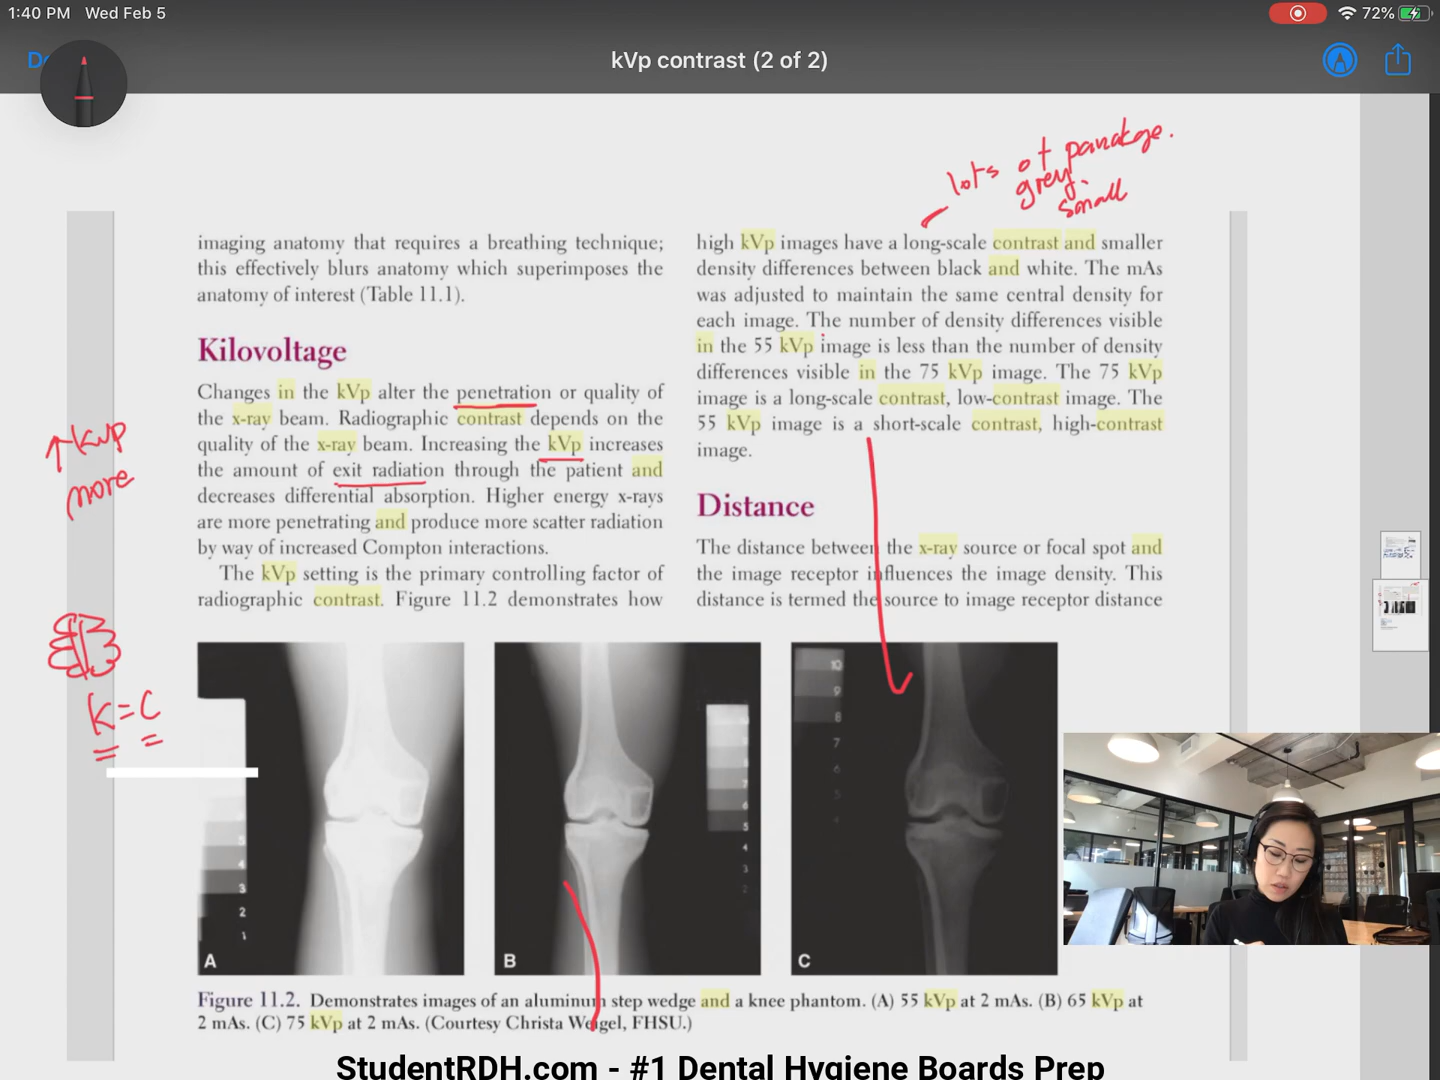 1:40 PM Wed Feb 5
72%
kVp contrast (2 of 2)
lots of
grey
small
imaging anatomy that requires a breathing technique;
this effectively blurs anatomy which superimposes the
anatomy of interest (Table 11.1).
Kilovoltage
Changes in the kVp alter the penetration or quality of
the x-ray beam. Radiographic contrast depends on the
quality of the x-ray beam. Increasing the kVp increases
the amount of exit radiation through the patient and
decreases differential absorption. Higher energy x-rays
are more penetrating and produce more scatter radiation
by way of increased Compton interactions.
The kVp setting is the primary controlling factor of
radiographic contrast. Figure 11.2 demonstrates how
high kVp images have a long-scale contrast and smaller
density differences between black and white. The mAs
was adjusted to maintain the same central density for
each image. The number of density differences visible
in the 55 kVp image is less than the number of density
differences visible in the 75 kVp image. The 75 kVp
image is a long-scale contrast, low-contrast image. The
55 kVp image is a short-scale contrast, high-contrast
image.
Distance
The distance between the x-ray source or focal spot and
the image receptor influences the image density. This
distance is termed the source to image receptor distance
↑ kvp
more
K=C
3
2
1
A
5
4
3
B
10
9
8
7
6
5
4
C
Figure 11.2. Demonstrates images of an aluminum step wedge and a knee phantom. (A) 55 kVp at 2 mAs. (B) 65 kVp at
2 mAs. (C) 75 kVp at 2 mAs. (Courtesy Christa Weigel, FHSU.)
StudentRDH.com - #1 Dental Hygiene Boards Prep